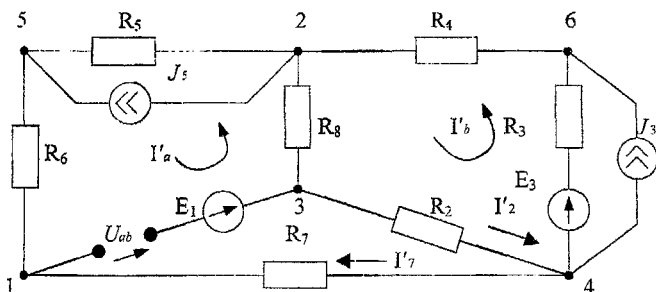 5
R₅
2
R₄
6
J₅
R₆
I'ₐ
R₈
I'b
R₃
J₃
E₁
3
E₃
R₂
I'₂
Uab
R₇
1
I'₇
4